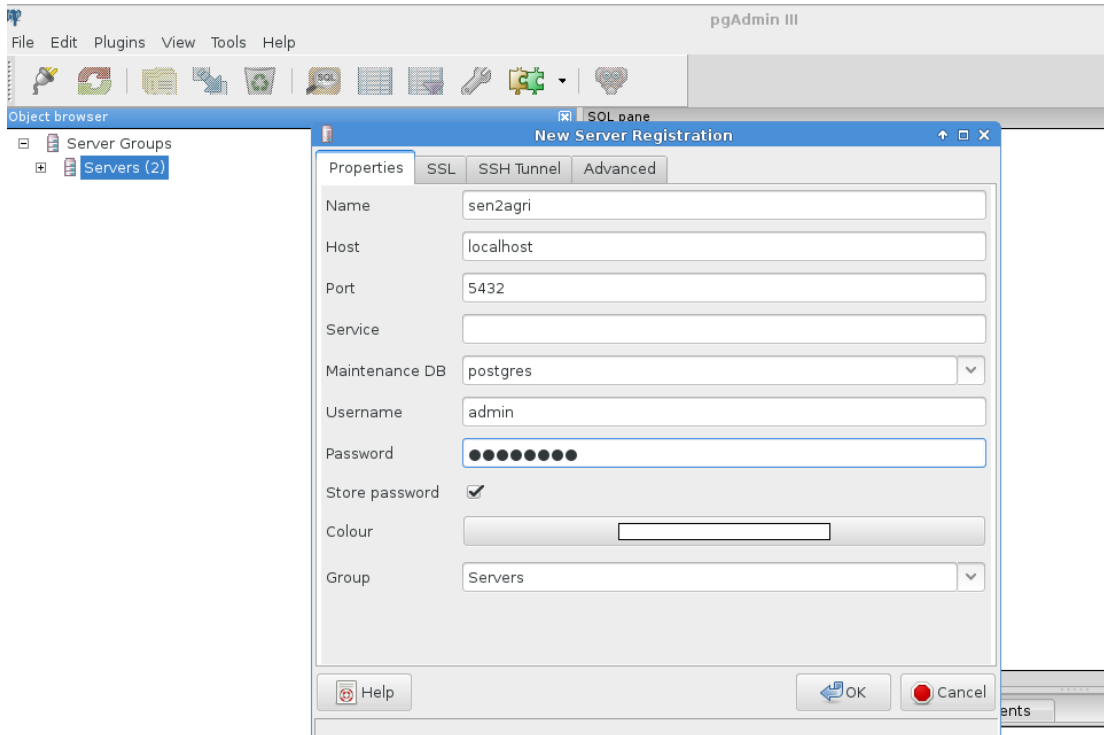 pgAdmin III
File Edit Plugins View Tools Help
SQL
Object browser SQL pane
Server Groups
Servers (2)
New Server Registration
Properties SSL SSH Tunnel Advanced
Name sen2agri
Host localhost
Port 5432
Service
Maintenance DB postgres
Username admin
Password ●●●●●●●●
Store password
Colour
Group Servers
Help OK Cancel
ents